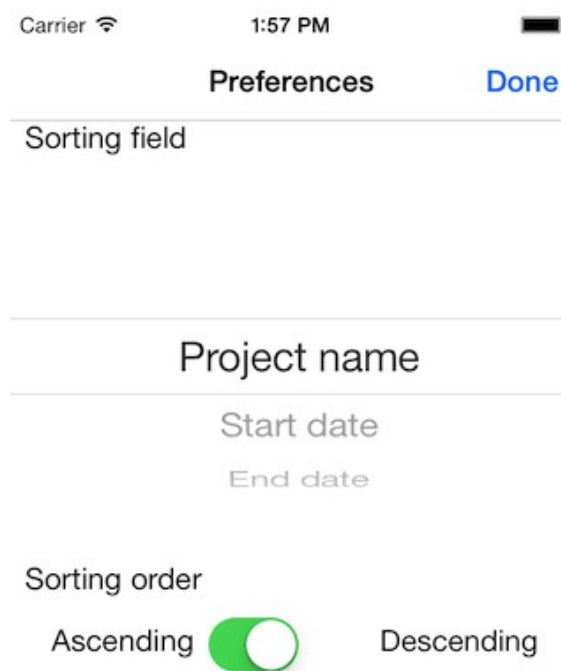 Carrier 1:57 PM
Preferences Done
Sorting field
Project name
Start date
End date
Sorting order
Ascending Descending